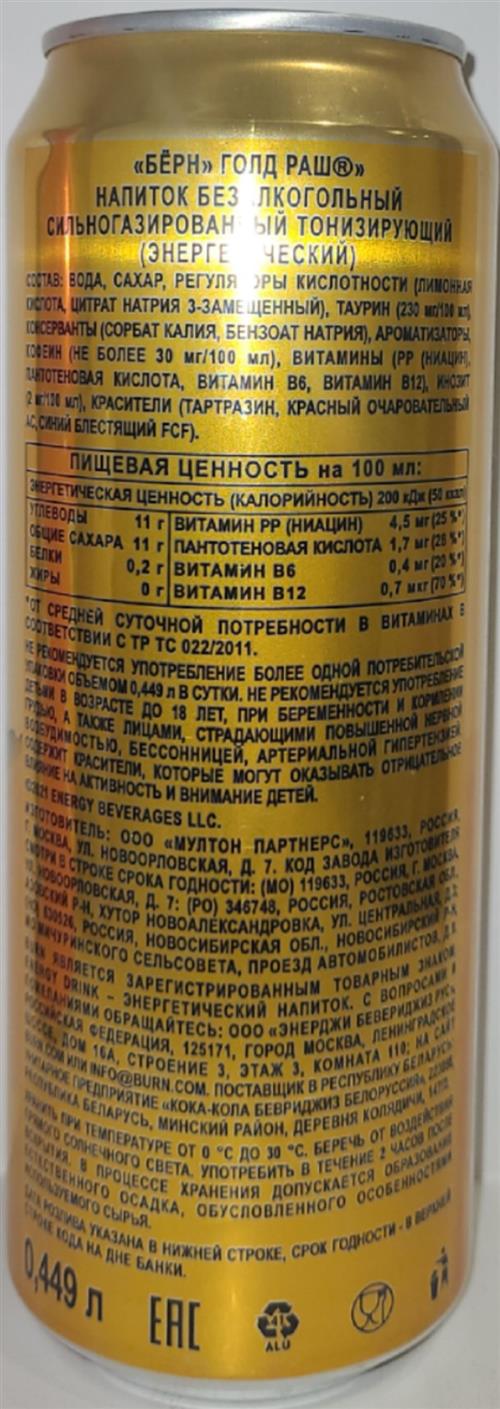 «БЁРН» ГОЛД РАШ®»
НАПИТОК БЕЗАЛКОГОЛЬНЫЙ
СИЛЬНОГАЗИРОВАННЫЙ ТОНИЗИРУЮЩИЙ
(ЭНЕРГЕТИЧЕСКИЙ)
СОСТАВ: ВОДА, САХАР, РЕГУЛЯТОРЫ КИСЛОТНОСТИ (ЛИМОННАЯ
КИСЛОТА, ЦИТРАТ НАТРИЯ 3-ЗАМЕЩЕННЫЙ), ТАУРИН (230 мг/100 мл),
КОНСЕРВАНТЫ (СОРБАТ КАЛИЯ, БЕНЗОАТ НАТРИЯ), АРОМАТИЗАТОРЫ,
КОФЕИН (НЕ БОЛЕЕ 30 мг/100 мл), ВИТАМИНЫ (PP (НИАЦИН),
ПАНТОТЕНОВАЯ КИСЛОТА, ВИТАМИН B6, ВИТАМИН B12), ИНОЗИТ
(2 мг/100 мл), КРАСИТЕЛИ (ТАРТРАЗИН, КРАСНЫЙ ОЧАРОВАТЕЛЬНЫЙ
АС, СИНИЙ БЛЕСТЯЩИЙ FCF).
ПИЩЕВАЯ ЦЕННОСТЬ на 100 мл:
ЭНЕРГЕТИЧЕСКАЯ ЦЕННОСТЬ (КАЛОРИЙНОСТЬ) 200 кДж (50 ккал)
УГЛЕВОДЫ 11 г ВИТАМИН PP (НИАЦИН) 4,5 мг (25 %*)
ОБЩИЕ САХАРА 11 г ПАНТОТЕНОВАЯ КИСЛОТА 1,7 мг (28 %*)
БЕЛКИ 0,2 г ВИТАМИН B6 0,4 мг (20 %*)
ЖИРЫ 0 г ВИТАМИН B12 0,7 мкг (70 %*)
*ОТ СРЕДНЕЙ СУТОЧНОЙ ПОТРЕБНОСТИ В ВИТАМИНАХ В
СООТВЕТСТВИИ С ТР ТС 022/2011.
НЕ РЕКОМЕНДУЕТСЯ УПОТРЕБЛЕНИЕ БОЛЕЕ ОДНОЙ ПОТРЕБИТЕЛЬСКОЙ
УПАКОВКИ ОБЪЕМОМ 0,449 л В СУТКИ. НЕ РЕКОМЕНДУЕТСЯ УПОТРЕБЛЕНИЕ
ДЕТЬМИ В ВОЗРАСТЕ ДО 18 ЛЕТ, ПРИ БЕРЕМЕННОСТИ И КОРМЛЕНИИ
ГРУДЬЮ, А ТАКЖЕ ЛИЦАМИ, СТРАДАЮЩИМИ ПОВЫШЕННОЙ НЕРВНОЙ
ВОЗБУДИМОСТЬЮ, БЕССОННИЦЕЙ, АРТЕРИАЛЬНОЙ ГИПЕРТЕНЗИЕЙ.
СОДЕРЖИТ КРАСИТЕЛИ, КОТОРЫЕ МОГУТ ОКАЗЫВАТЬ ОТРИЦАТЕЛЬНОЕ
ВЛИЯНИЕ НА АКТИВНОСТЬ И ВНИМАНИЕ ДЕТЕЙ.
©2021 ENERGY BEVERAGES LLC.
ИЗГОТОВИТЕЛЬ: ООО «МУЛТОН ПАРТНЕРС», 119633, РОССИЯ,
Г. МОСКВА, УЛ. НОВООРЛОВСКАЯ, Д. 7. КОД ЗАВОДА ИЗГОТОВИТЕЛЯ
СМОТРИ В СТРОКЕ СРОКА ГОДНОСТИ: (МО) 119633, РОССИЯ, Г. МОСКВА,
УЛ. НОВООРЛОВСКАЯ, Д. 7: (РО) 346748, РОССИЯ, РОСТОВСКАЯ ОБЛ.,
АЗОВСКИЙ Р-Н, ХУТОР НОВОАЛЕКСАНДРОВКА, УЛ. ЦЕНТРАЛЬНАЯ,
630526, РОССИЯ, НОВОСИБИРСКАЯ ОБЛ., НОВОСИБИРСКИЙ Р-Н,
МИЧУРИНСКОГО СЕЛЬСОВЕТА, ПРОЕЗД АВТОМОБИЛИСТОВ,
BURN ЯВЛЯЕТСЯ ЗАРЕГИСТРИРОВАННЫМ ТОВАРНЫМ ЗНАКОМ.
ENERGY DRINK – ЭНЕРГЕТИЧЕСКИЙ НАПИТОК. С ВОПРОСАМИ И
ПОЖЕЛАНИЯМИ ОБРАЩАЙТЕСЬ: ООО «ЭНЕРДЖИ БЕВЕРИДЖИЗ РУС»,
РОССИЙСКАЯ ФЕДЕРАЦИЯ, 125171, ГОРОД МОСКВА, ЛЕНИНГРАДСКОЕ
ШОССЕ, ДОМ 16А, СТРОЕНИЕ 3, ЭТАЖ 3, КОМНАТА 110; НА САЙТ
BURN.COM ИЛИ INFO@BURN.COM. ПОСТАВЩИК В РЕСПУБЛИКУ БЕЛАРУСЬ:
УНИТАРНОЕ ПРЕДПРИЯТИЕ «КОКА-КОЛА БЕВРИДЖИЗ БЕЛОРУССИЯ»,
РЕСПУБЛИКА БЕЛАРУСЬ, МИНСКИЙ РАЙОН, ДЕРЕВНЯ КОЛЯДИЧИ,
ХРАНИТЬ ПРИ ТЕМПЕРАТУРЕ ОТ 0 °С ДО 30 °С. БЕРЕЧЬ ОТ ВОЗДЕЙСТВИЯ
ПРЯМОГО СОЛНЕЧНОГО СВЕТА. УПОТРЕБИТЬ В ТЕЧЕНИЕ 2 ЧАСОВ ПОСЛЕ
ВСКРЫТИЯ. В ПРОЦЕССЕ ХРАНЕНИЯ ДОПУСКАЕТСЯ ОБРАЗОВАНИЕ
ЕСТЕСТВЕННОГО ОСАДКА, ОБУСЛОВЛЕННОГО ОСОБЕННОСТЯМИ
ИСПОЛЬЗУЕМОГО СЫРЬЯ.
ДАТА РОЗЛИВА УКАЗАНА В НИЖНЕЙ СТРОКЕ, СРОК ГОДНОСТИ - В ВЕРХНЕЙ
СТРОКЕ КОДА НА ДНЕ БАНКИ.
0,449 л
ЕАС
41
ALU